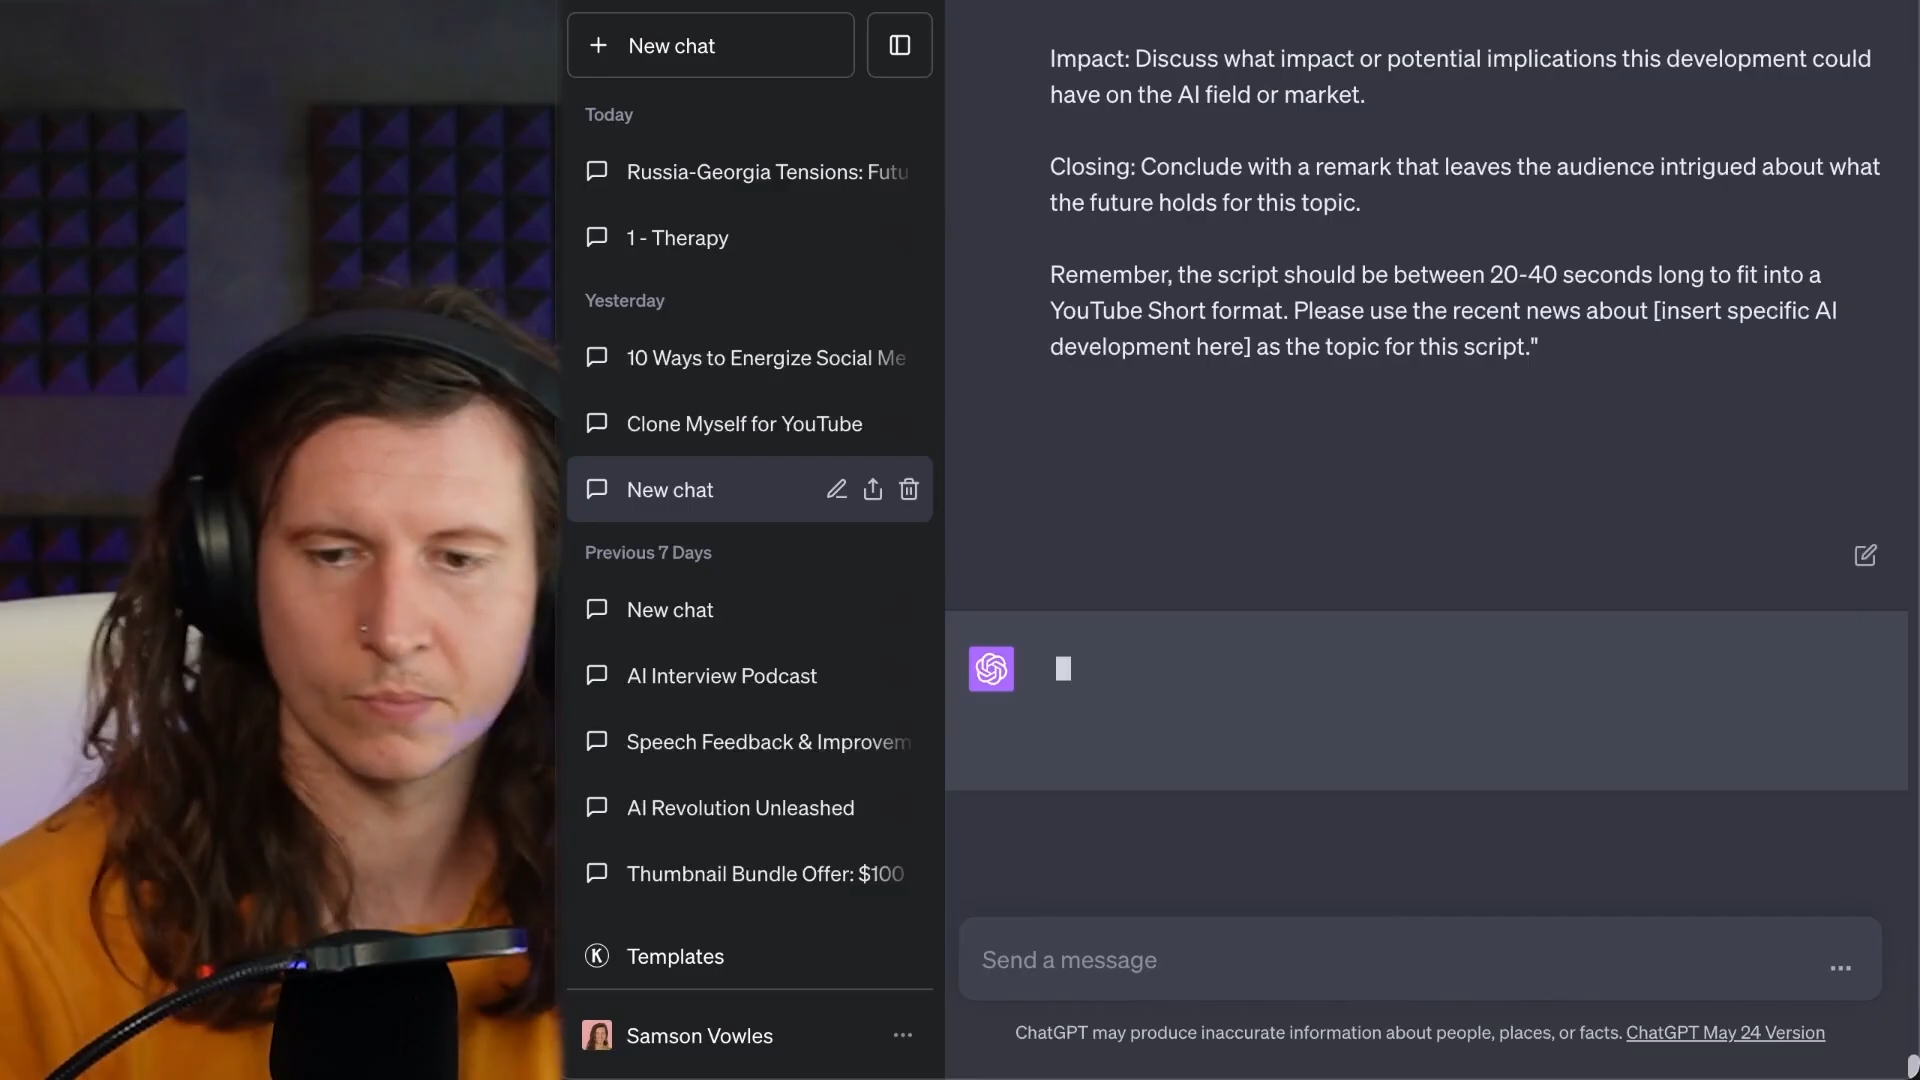 New chat
Today
Russia-Georgia Tensions: Futu
1 - Therapy
Yesterday
10 Ways to Energize Social Me
Clone Myself for YouTube
New chat
Previous 7 Days
New chat
AI Interview Podcast
Speech Feedback & Improvem
AI Revolution Unleashed
Thumbnail Bundle Offer: $100
K Templates
Samson Vowles
Impact: Discuss what impact or potential implications this development could
have on the AI field or market.
Closing: Conclude with a remark that leaves the audience intrigued about what
the future holds for this topic.
Remember, the script should be between 20-40 seconds long to fit into a
YouTube Short format. Please use the recent news about [insert specific AI
development here] as the topic for this script."
Send a message
ChatGPT may produce inaccurate information about people, places, or facts. ChatGPT May 24 Version